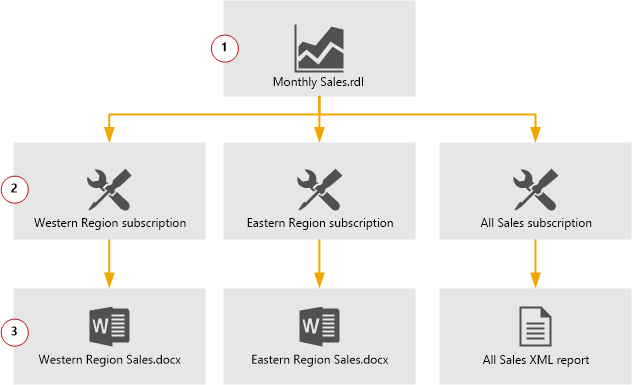 1
Monthly Sales.rdl
2
Western Region subscription
Eastern Region subscription
All Sales subscription
3
W
Western Region Sales.docx
W
Eastern Region Sales.docx
All Sales XML report